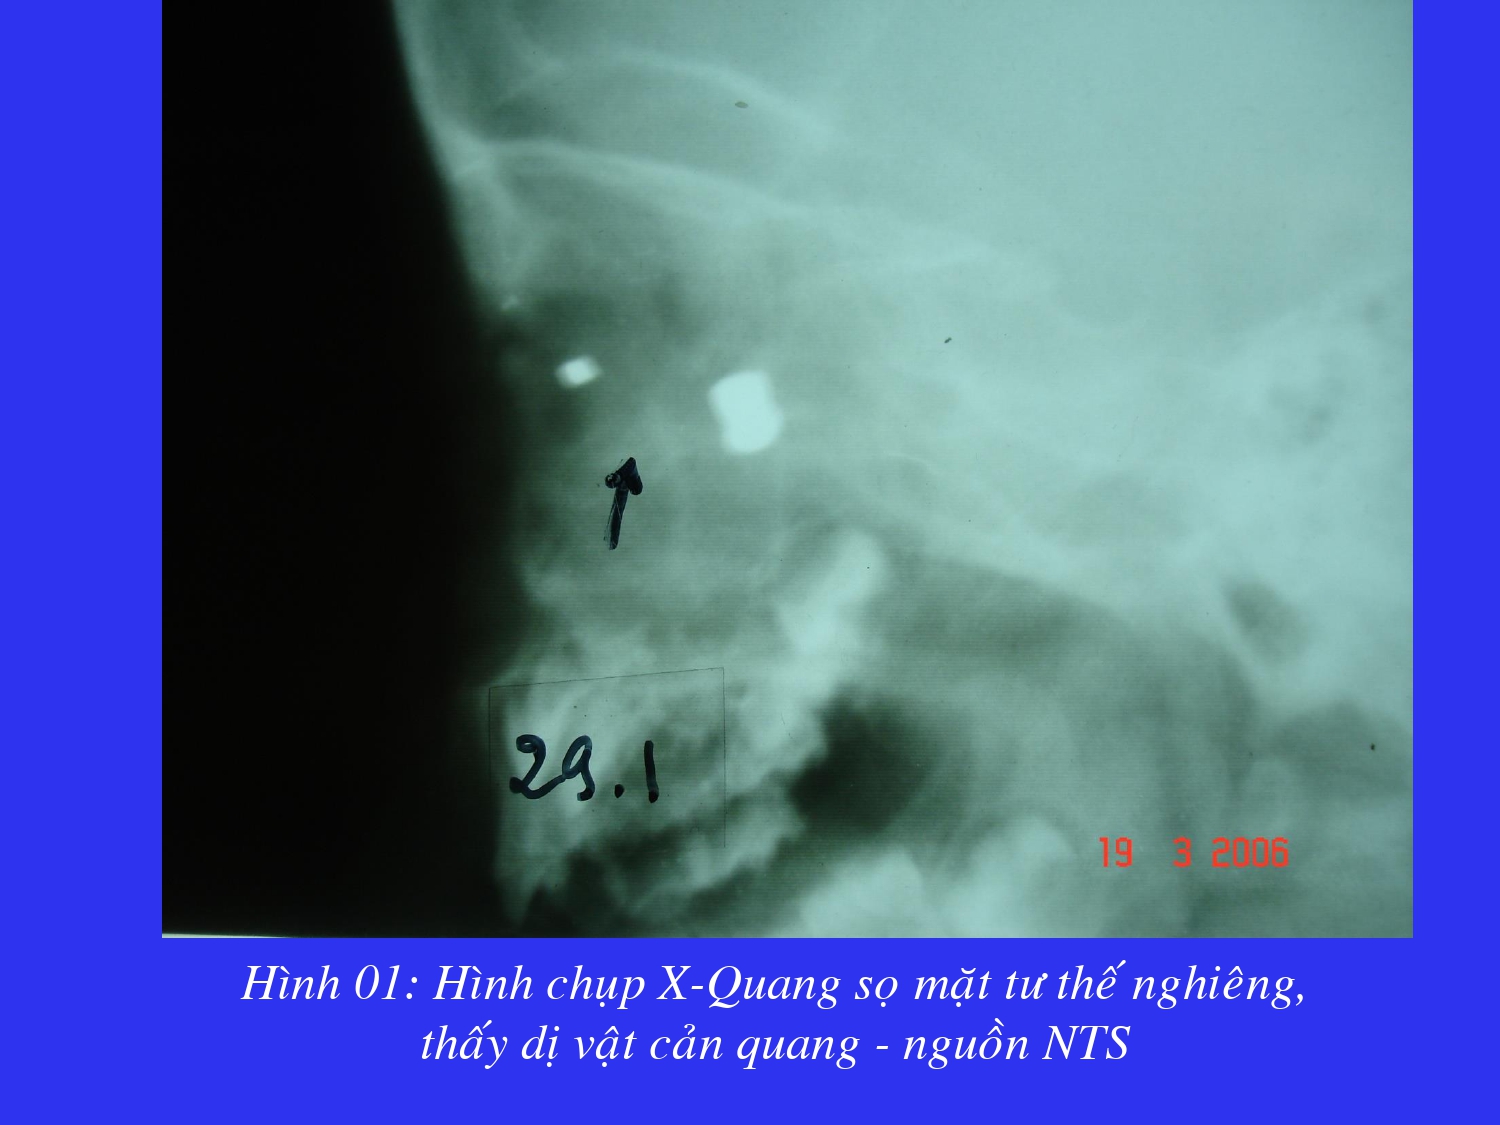 29.1
19 3 2006
Hình 01: Hình chụp X-Quang sọ mặt tư thế nghiêng,
thấy dị vật cản quang - nguồn NTS